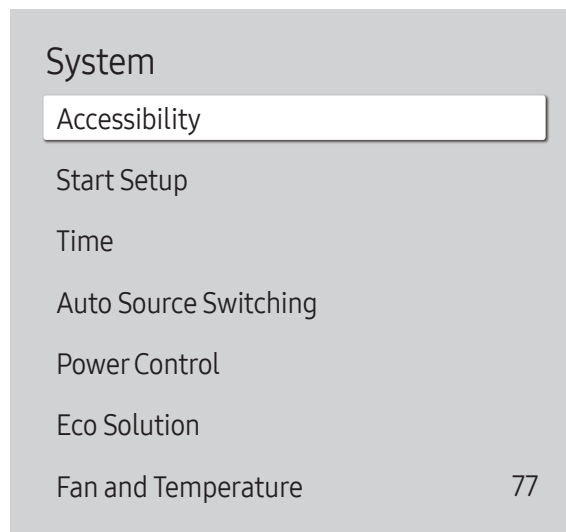 System
Accessibility
Start Setup
Time
Auto Source Switching
Power Control
Eco Solution
Fan and Temperature 77